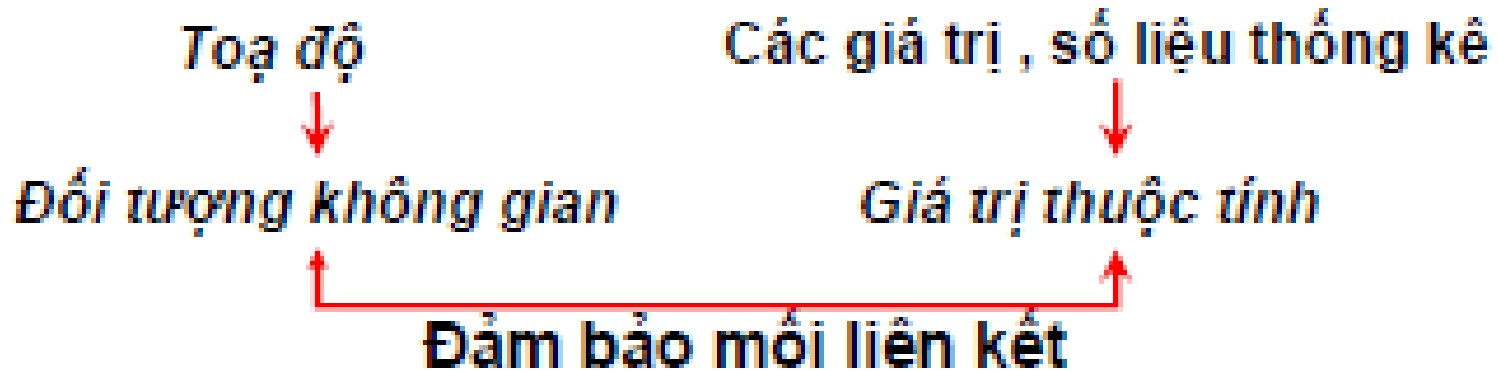 Toạ độ
Các giá trị , số liệu thống kê
Đối tượng không gian
Giá trị thuộc tính
Đảm bảo mối liên kết